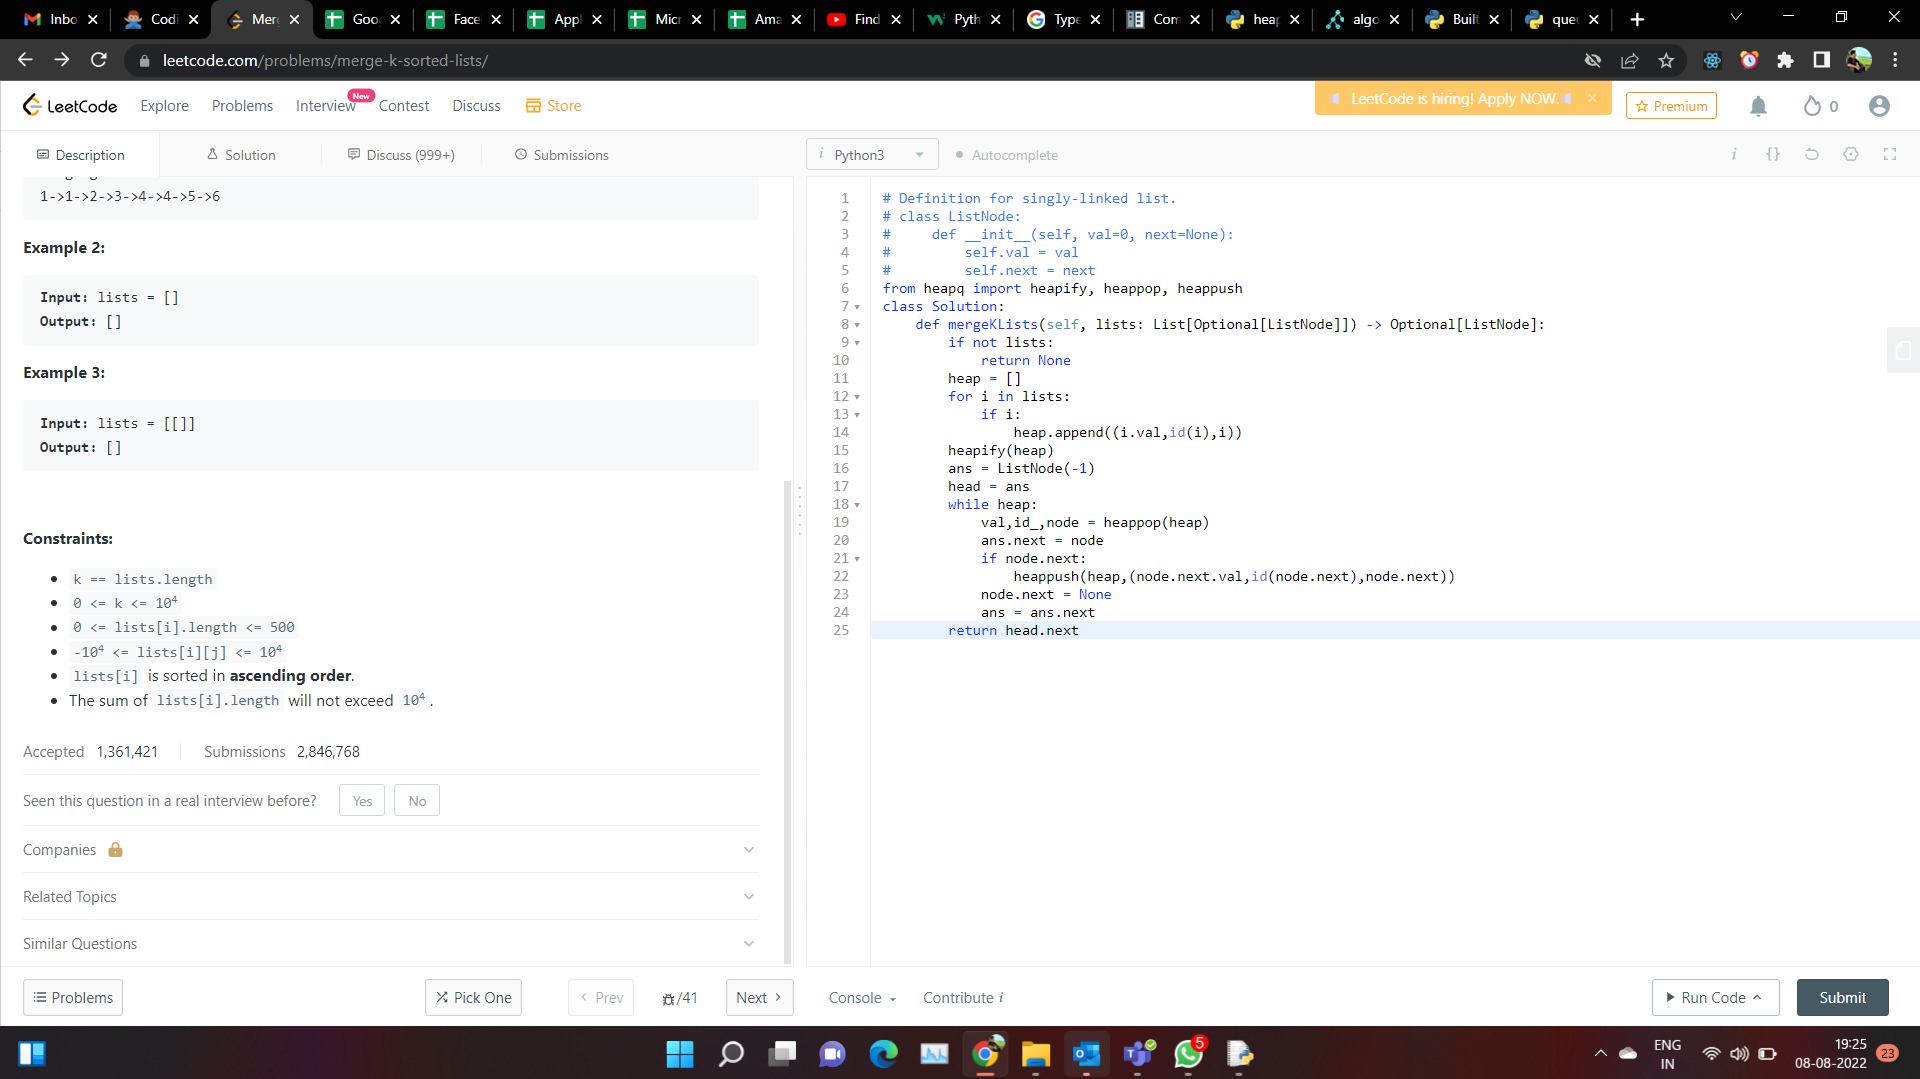 Inbo
Codi
Mer
Goo
Face
Appl
Micr
Ama
Find
Pyth
Type
Com
heap
algo
Built
que
leetcode.com/problems/merge-k-sorted-lists/
LeetCode
Explore
Problems
Interview
New
Contest
Discuss
Store
LeetCode is hiring! Apply NOW.
Premium
0
Description
Solution
Discuss (999+)
Submissions
i Python3
Autocomplete
i {}
1->1->2->3->4->4->5->6
Example 2:
Input: lists = []
Output: []
Example 3:
Input: lists = [[]]
Output: []
Constraints:
k == lists.length
0 <= k <= 10⁴
0 <= lists[i].length <= 500
-10⁴ <= lists[i][j] <= 10⁴
lists[i] is sorted in ascending order.
The sum of lists[i].length will not exceed 10⁴.
Accepted 1,361,421 Submissions 2,846,768
Seen this question in a real interview before? Yes No
Companies
Related Topics
Similar Questions
1 # Definition for singly-linked list.
2 # class ListNode:
3 #     def __init__(self, val=0, next=None):
4 #         self.val = val
5 #         self.next = next
6 from heapq import heapify, heappop, heappush
7 class Solution:
8     def mergeKLists(self, lists: List[Optional[ListNode]]) -> Optional[ListNode]:
9         if not lists:
10             return None
11         heap = []
12         for i in lists:
13             if i:
14                 heap.append((i.val,id(i),i))
15         heapify(heap)
16         ans = ListNode(-1)
17         head = ans
18         while heap:
19             val,id_,node = heappop(heap)
20             ans.next = node
21             if node.next:
22                 heappush(heap,(node.next.val,id(node.next),node.next))
23             node.next = None
24             ans = ans.next
25         return head.next
Problems
Pick One
Prev
/41
Next
Console
Contribute i
Run Code
Submit
5
ENG
IN
19:25
08-08-2022
23